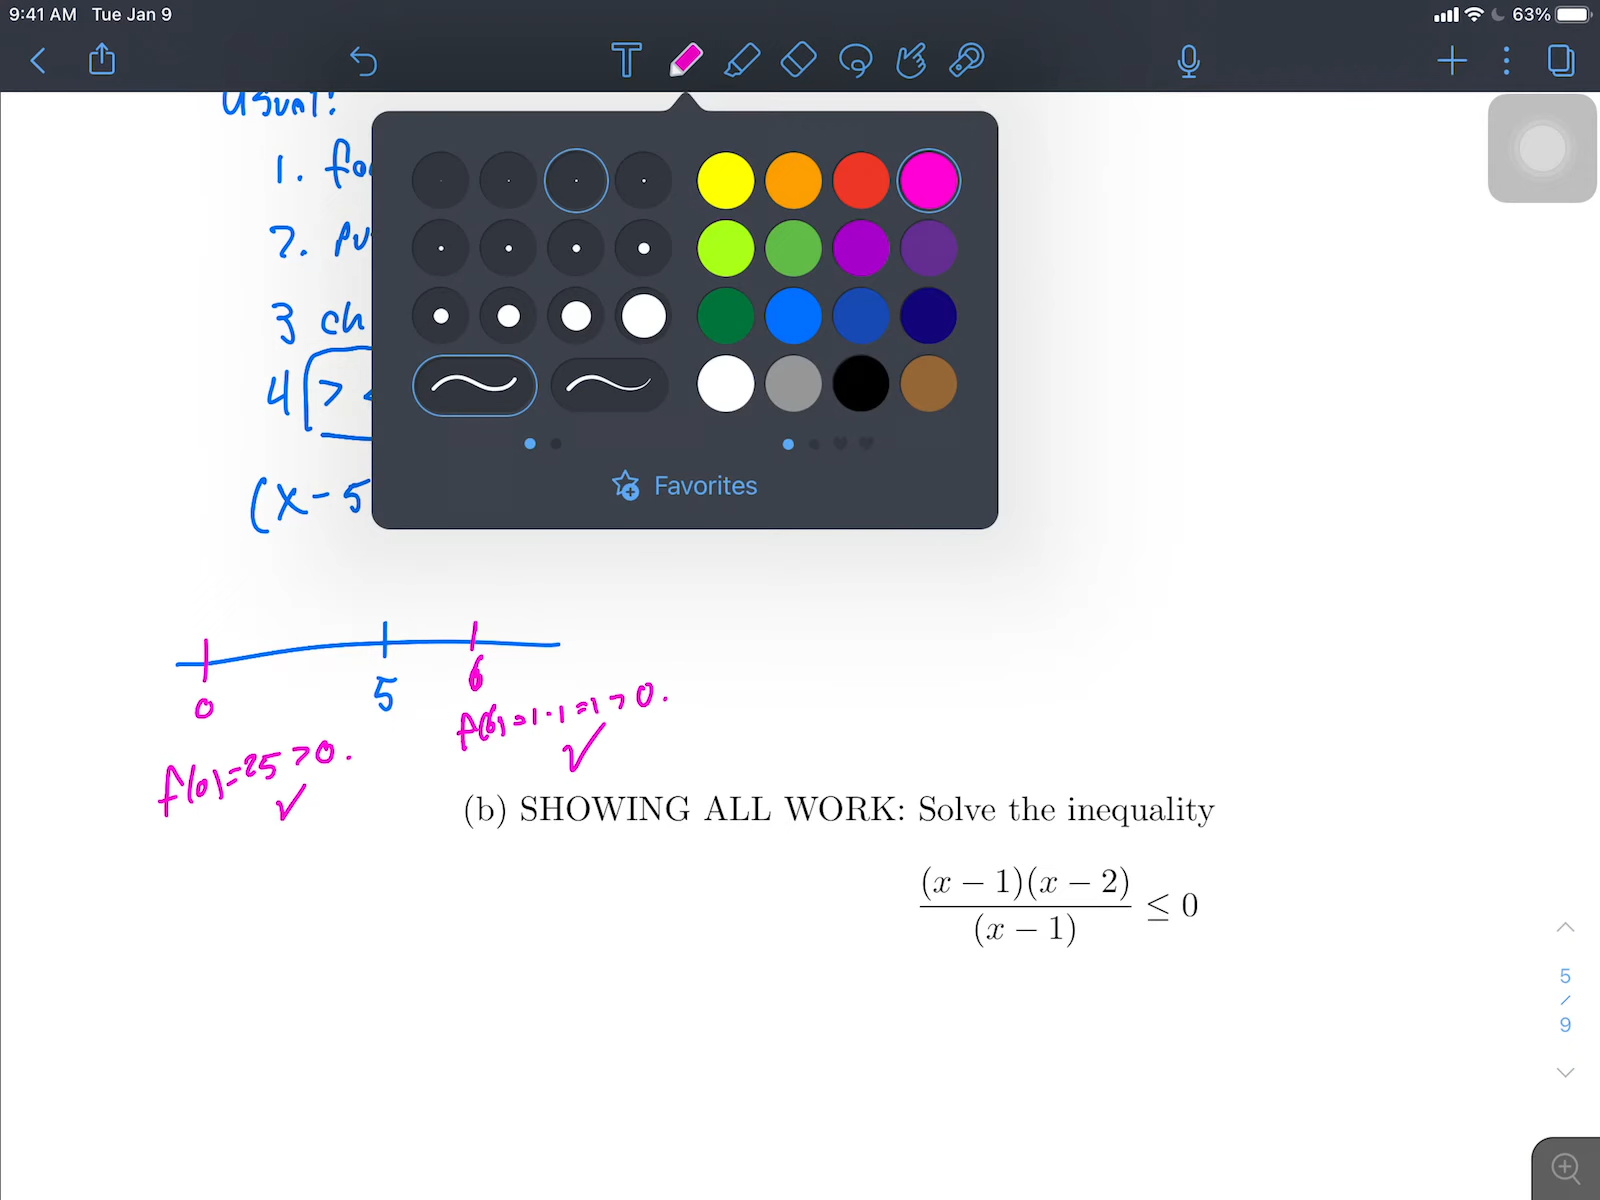 9:41 AM Tue Jan 9
63%
T
usual:
1. fo
2. pu
3 ch
4 >
(x-5
Favorites
0
5
6
f(0)=25>0.
f(6)=1·1=1>0.
(b) SHOWING ALL WORK: Solve the inequality
(x − 1)(x − 2)
(x − 1)
≤ 0
5
/
9